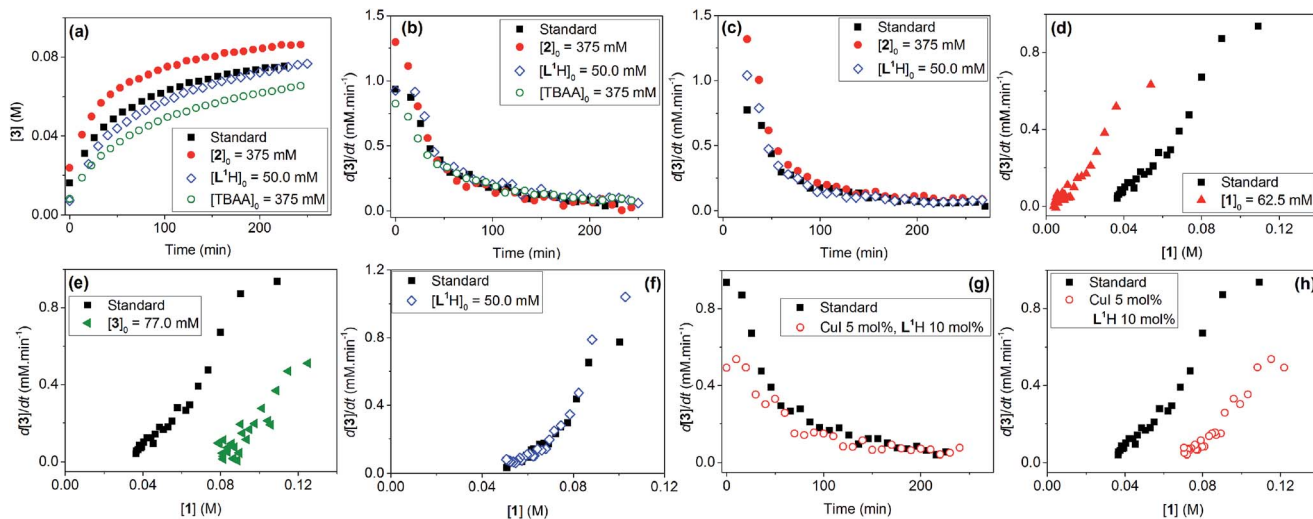 (a)
[3] (M)
0.08
0.04
0.00
Standard
[2]₀ = 375 mM
[L¹H]₀ = 50.0 mM
[TBAA]₀ = 375 mM
0 100 200
Time (min)
(b)
d[3]/dt (mM.min⁻¹)
1.5
1.0
0.5
0.0
Standard
[2]₀ = 375 mM
[L¹H]₀ = 50.0 mM
[TBAA]₀ = 375 mM
0 100 200
Time (min)
(c)
d[3]/dt (mM.min⁻¹)
1.5
1.0
0.5
0.0
Standard
[2]₀ = 375 mM
[L¹H]₀ = 50.0 mM
0 100 200
Time (min)
(d)
d[3]/dt (mM.min⁻¹)
0.8
0.4
0.0
Standard
[1]₀ = 62.5 mM
0.00 0.04 0.08 0.12
[1] (M)
(e)
d[3]/dt (mM.min⁻¹)
0.8
0.4
0.0
Standard
[3]₀ = 77.0 mM
0.00 0.04 0.08 0.12
[1] (M)
(f)
d[3]/dt (mM.min⁻¹)
1.2
0.8
0.4
0.0
Standard
[L¹H]₀ = 50.0 mM
0.00 0.04 0.08 0.12
[1] (M)
(g)
d[3]/dt (mM.min⁻¹)
0.8
0.4
0.0
Standard
CuI 5 mol%, L¹H 10 mol%
0 100 200
Time (min)
(h)
d[3]/dt (mM.min⁻¹)
0.8
0.4
0.0
Standard
CuI 5 mol%
L¹H 10 mol%
0.00 0.04 0.08 0.12
[1] (M)